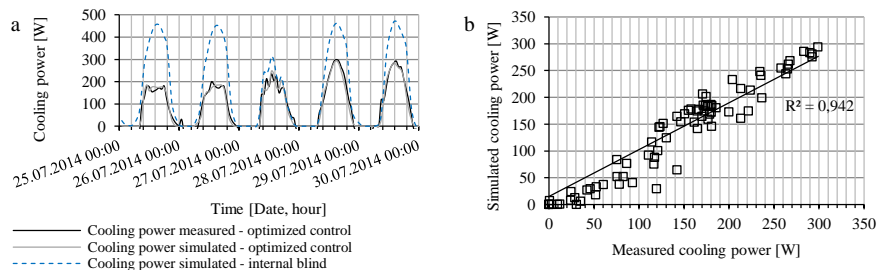 a
Cooling power [W]
500
400
300
200
100
0
25.07.2014 00:00
26.07.2014 00:00
27.07.2014 00:00
28.07.2014 00:00
29.07.2014 00:00
30.07.2014 00:00
Time [Date, hour]
Cooling power measured - optimized control
Cooling power simulated - optimized control
Cooling power simulated - internal blind
b
Simulated cooling power [W]
350
300
250
200
150
100
50
0
R² = 0,942
0 50 100 150 200 250 300 350
Measured cooling power [W]